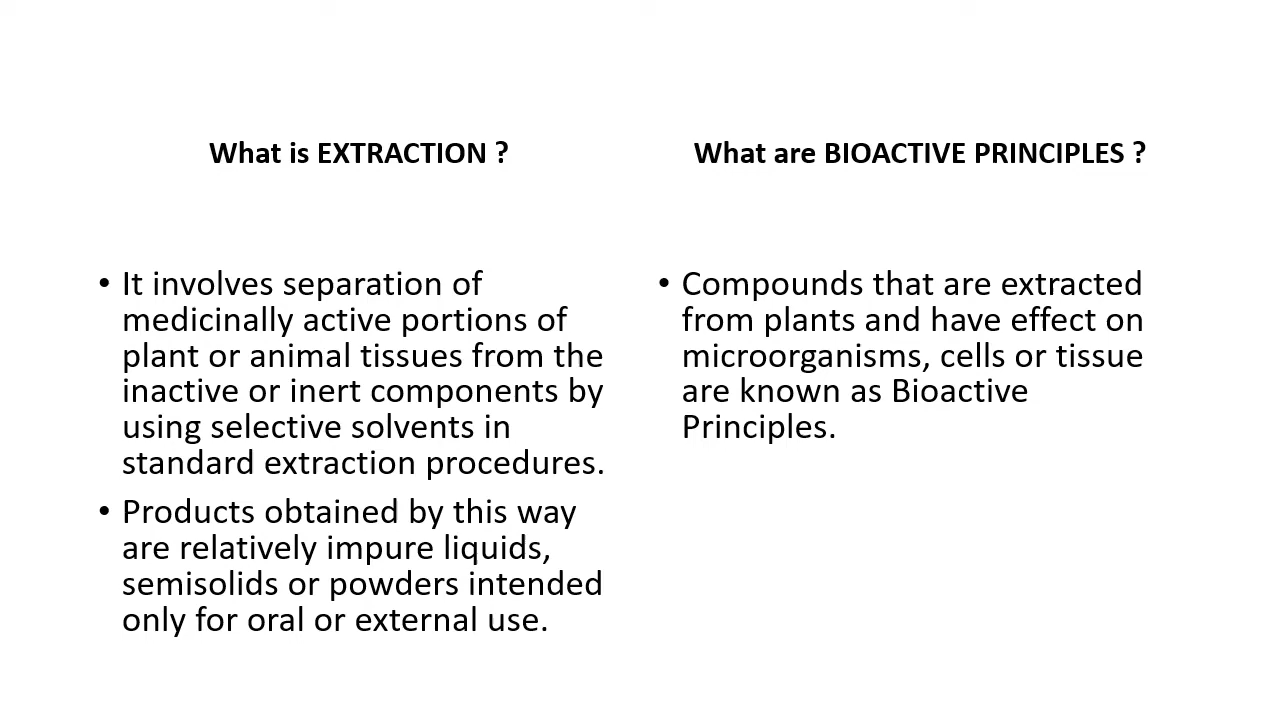 What is EXTRACTION ?
• It involves separation of
medicinally active portions of
plant or animal tissues from the
inactive or inert components by
using selective solvents in
standard extraction procedures.
• Products obtained by this way
are relatively impure liquids,
semisolids or powders intended
only for oral or external use.
What are BIOACTIVE PRINCIPLES ?
• Compounds that are extracted
from plants and have effect on
microorganisms, cells or tissue
are known as Bioactive
Principles.